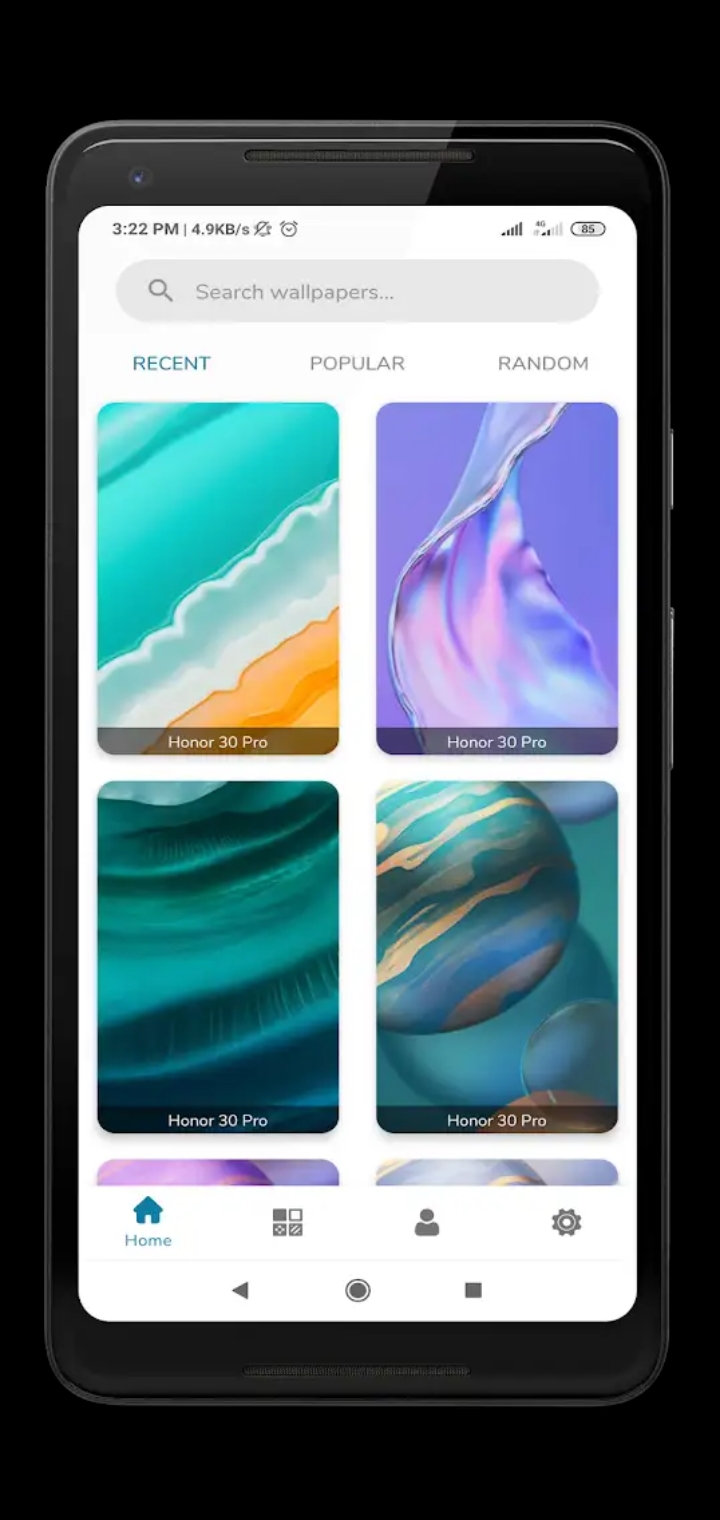 3:22 PM | 4.9KB/s 4G 85
Search wallpapers...
RECENT POPULAR RANDOM
Honor 30 Pro Honor 30 Pro
Honor 30 Pro Honor 30 Pro
Home